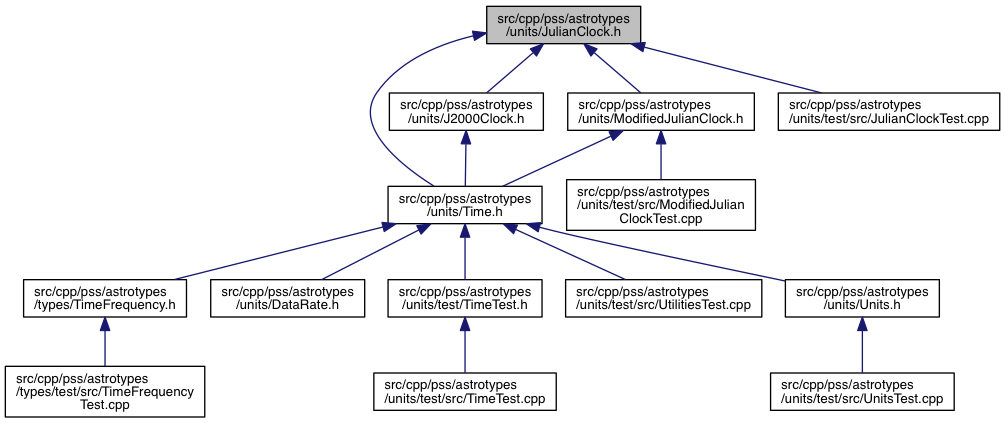 src/cpp/pss/astrotypes
/units/JulianClock.h
src/cpp/pss/astrotypes
/units/J2000Clock.h
src/cpp/pss/astrotypes
/units/ModifiedJulianClock.h
src/cpp/pss/astrotypes
/units/test/src/JulianClockTest.cpp
src/cpp/pss/astrotypes
/units/Time.h
src/cpp/pss/astrotypes
/units/test/src/ModifiedJulian
ClockTest.cpp
src/cpp/pss/astrotypes
/types/TimeFrequency.h
src/cpp/pss/astrotypes
/units/DataRate.h
src/cpp/pss/astrotypes
/units/test/TimeTest.h
src/cpp/pss/astrotypes
/units/test/src/UtilitiesTest.cpp
src/cpp/pss/astrotypes
/units/Units.h
src/cpp/pss/astrotypes
/types/test/src/TimeFrequency
Test.cpp
src/cpp/pss/astrotypes
/units/test/src/TimeTest.cpp
src/cpp/pss/astrotypes
/units/test/src/UnitsTest.cpp